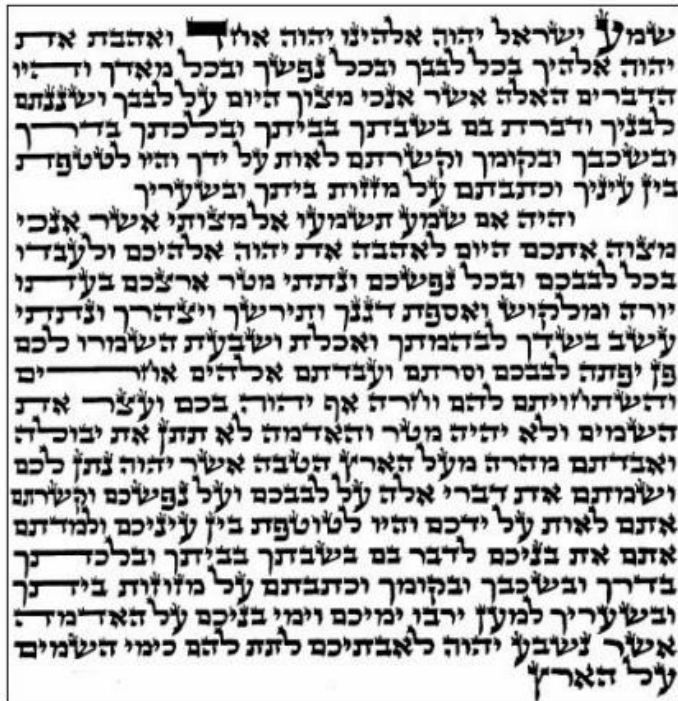 שמע ישראל יהוה אלהינו יהוה אחד ואהבת את
יהוה אלהיך בכל לבבך ובכל נפשך ובכל מאדך והיו
הדברים האלה אשר אנכי מצוך היום על לבבך ושננתם
לבניך ודברת בם בשבתך בביתך ובלכתך בדרך
ובשכבך ובקומך וקשרתם לאות על ידך והיו לטטפת
בין עיניך וכתבתם על מזזות ביתך ובשעריך
והיה אם שמע תשמעו אל מצותי אשר אנכי
מצוה אתכם היום לאהבה את יהוה אלהיכם ולעבדו
בכל לבבכם ובכל נפשכם ונתתי מטר ארצכם בעתו
יורה ומלקוש ואספת דגנך ותירשך ויצהרך ונתתי
עשב בשדך לבהמתך ואכלת ושבעת השמרו לכם
פן יפתה לבבכם וסרתם ועבדתם אלהים אחרים
והשתחויתם להם וחרה אף יהוה בכם ועצר את
השמים ולא יהיה מטר והאדמה לא תתן את יבולה
ואבדתם מהרה מעל הארץ הטבה אשר יהוה נתן לכם
ושמתם את דברי אלה על לבבכם ועל נפשכם וקשרתם
אתם לאות על ידכם והיו לטוטפת בין עיניכם ולמדתם
אתם את בניכם לדבר בם בשבתך בביתך ובלכתך
בדרך ובשכבך ובקומך וכתבתם על מזוזות ביתך
ובשעריך למען ירבו ימיכם וימי בניכם על האדמה
אשר נשבע יהוה לאבתיכם לתת להם כימי השמים
על הארץ